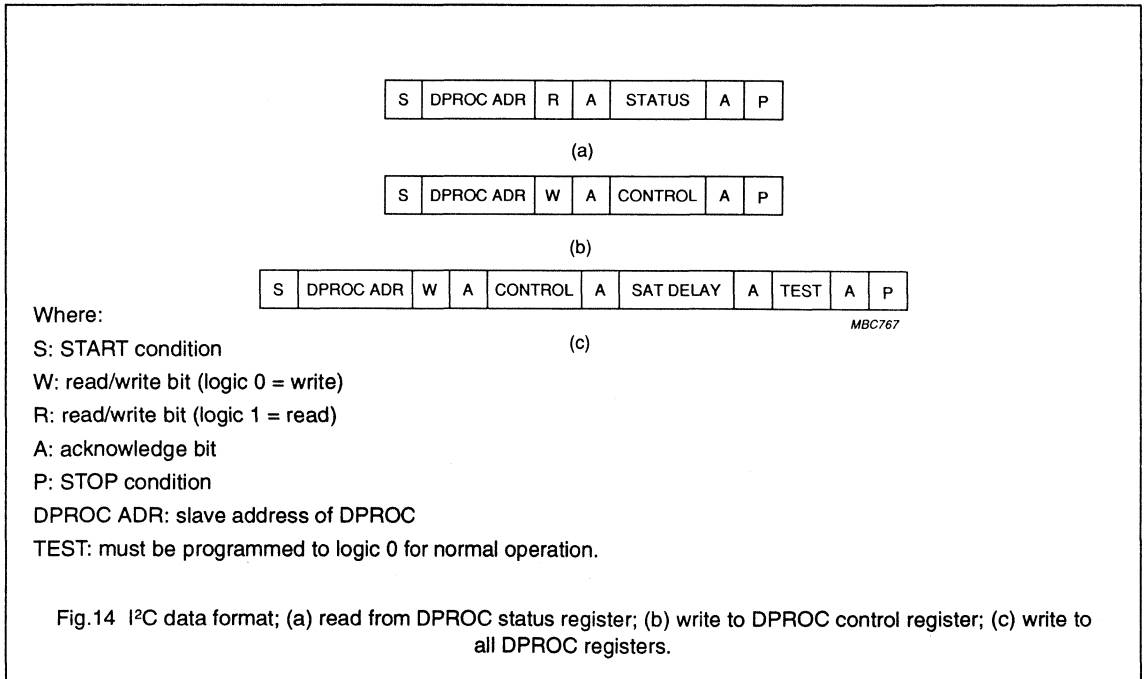 S DPROC ADR R A STATUS A P
(a)
S DPROC ADR W A CONTROL A P
(b)
S DPROC ADR W A CONTROL A SAT DELAY A TEST A P
MBC767
(c)
Where:
S: START condition
W: read/write bit (logic 0 = write)
R: read/write bit (logic 1 = read)
A: acknowledge bit
P: STOP condition
DPROC ADR: slave address of DPROC
TEST: must be programmed to logic 0 for normal operation.
Fig.14 I²C data format; (a) read from DPROC status register; (b) write to DPROC control register; (c) write to
all DPROC registers.